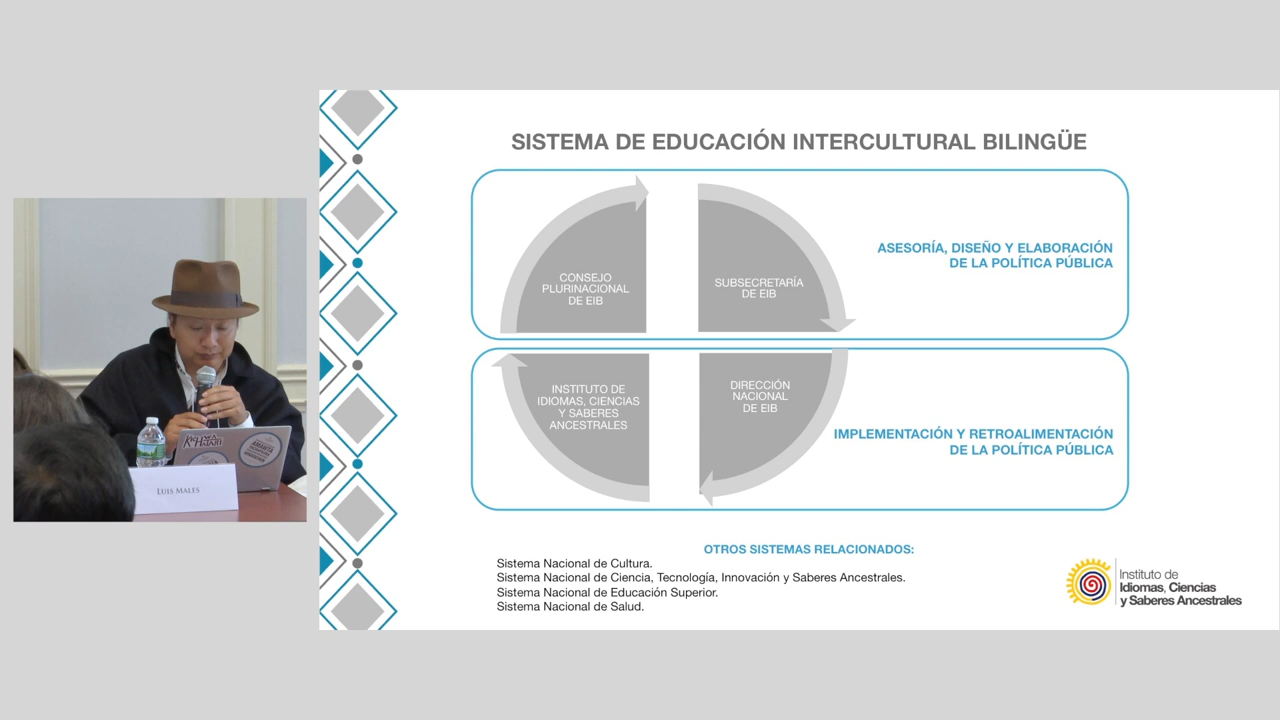 SISTEMA DE EDUCACIÓN INTERCULTURAL BILINGÜE
CONSEJO
PLURINACIONAL
DE EIB
SUBSECRETARÍA
DE EIB
ASESORÍA, DISEÑO Y ELABORACIÓN
DE LA POLÍTICA PÚBLICA
INSTITUTO DE
IDIOMAS, CIENCIAS
Y SABERES
ANCESTRALES
DIRECCIÓN
NACIONAL
DE EIB
IMPLEMENTACIÓN Y RETROALIMENTACIÓN
DE LA POLÍTICA PÚBLICA
OTROS SISTEMAS RELACIONADOS:
Sistema Nacional de Cultura.
Sistema Nacional de Ciencia, Tecnología, Innovación y Saberes Ancestrales.
Sistema Nacional de Educación Superior.
Sistema Nacional de Salud.
Instituto de
Idiomas, Ciencias
y Saberes Ancestrales
LUIS MALES